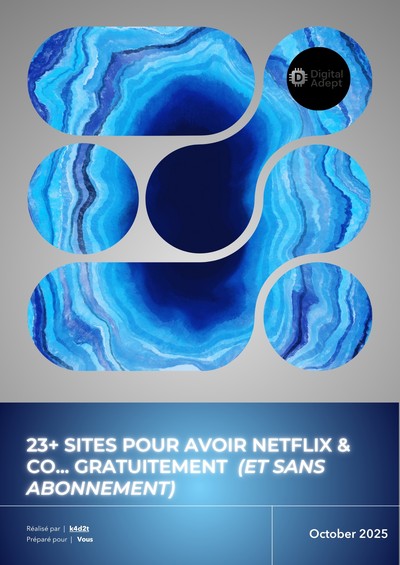 Digital
Adept
23+ SITES POUR AVOIR NETFLIX &
CO... GRATUITEMENT (ET SANS
ABONNEMENT)
Réalisé par | k4d2t
Préparé pour | Vous
October 2025